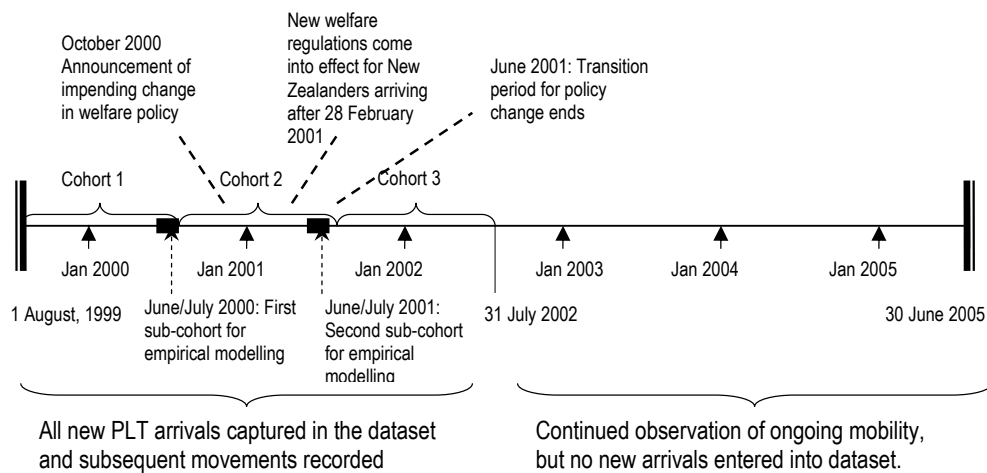 October 2000
Announcement of
impending change
in welfare policy
New welfare
regulations come
into effect for New
Zealanders arriving
after 28 February
2001
June 2001: Transition
period for policy
change ends
Cohort 1
Cohort 2
Cohort 3
Jan 2000
Jan 2001
Jan 2002
Jan 2003
Jan 2004
Jan 2005
1 August, 1999
June/July 2000: First
sub-cohort for
empirical modelling
June/July 2001:
Second sub-cohort
for empirical
modelling
31 July 2002
30 June 2005
All new PLT arrivals captured in the dataset
and subsequent movements recorded
Continued observation of ongoing mobility,
but no new arrivals entered into dataset.